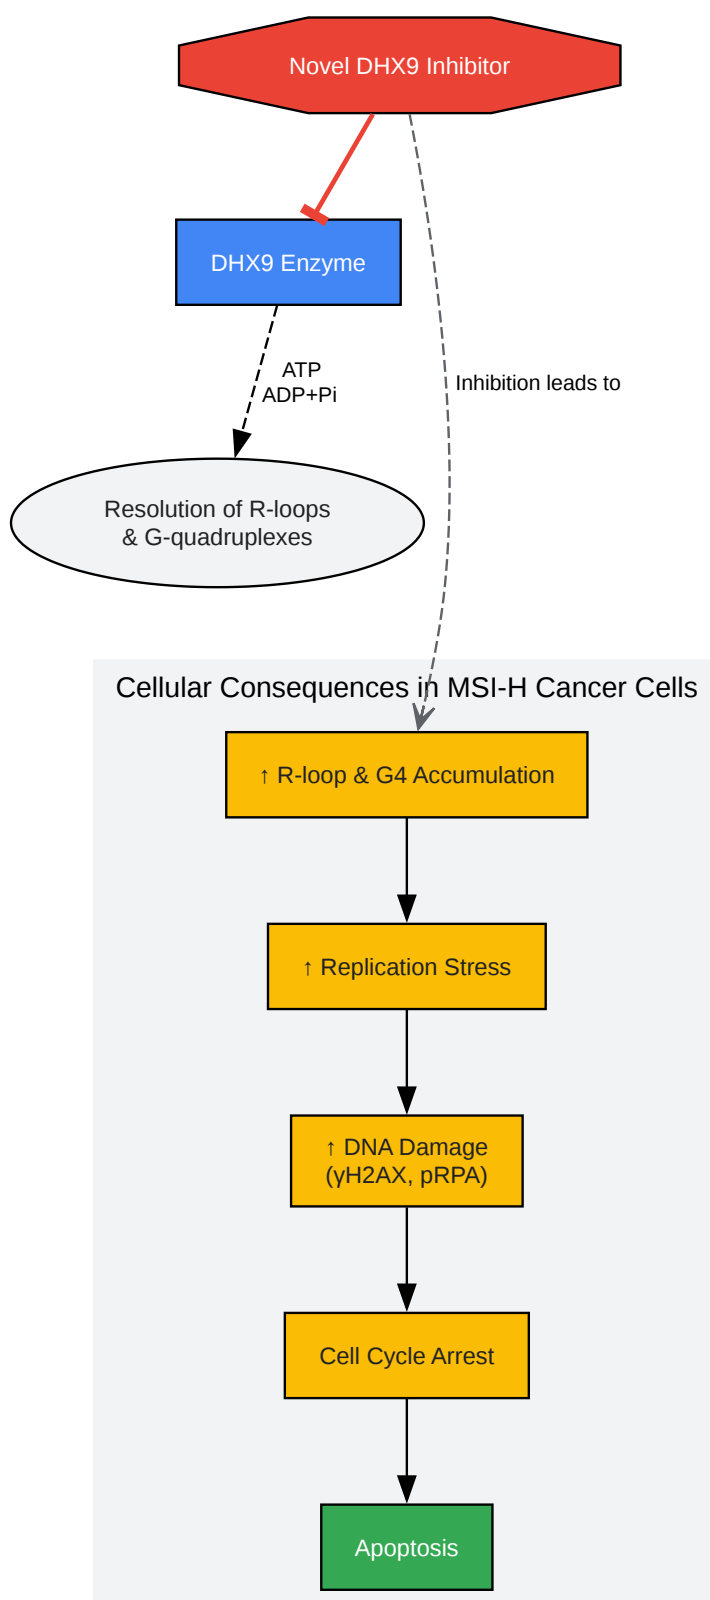 Novel DHX9 Inhibitor
DHX9 Enzyme
ATP
ADP+Pi
Inhibition leads to
Resolution of R-loops
& G-quadruplexes
Cellular Consequences in MSI-H Cancer Cells
↑ R-loop & G4 Accumulation
↑ Replication Stress
↑ DNA Damage
(γH2AX, pRPA)
Cell Cycle Arrest
Apoptosis